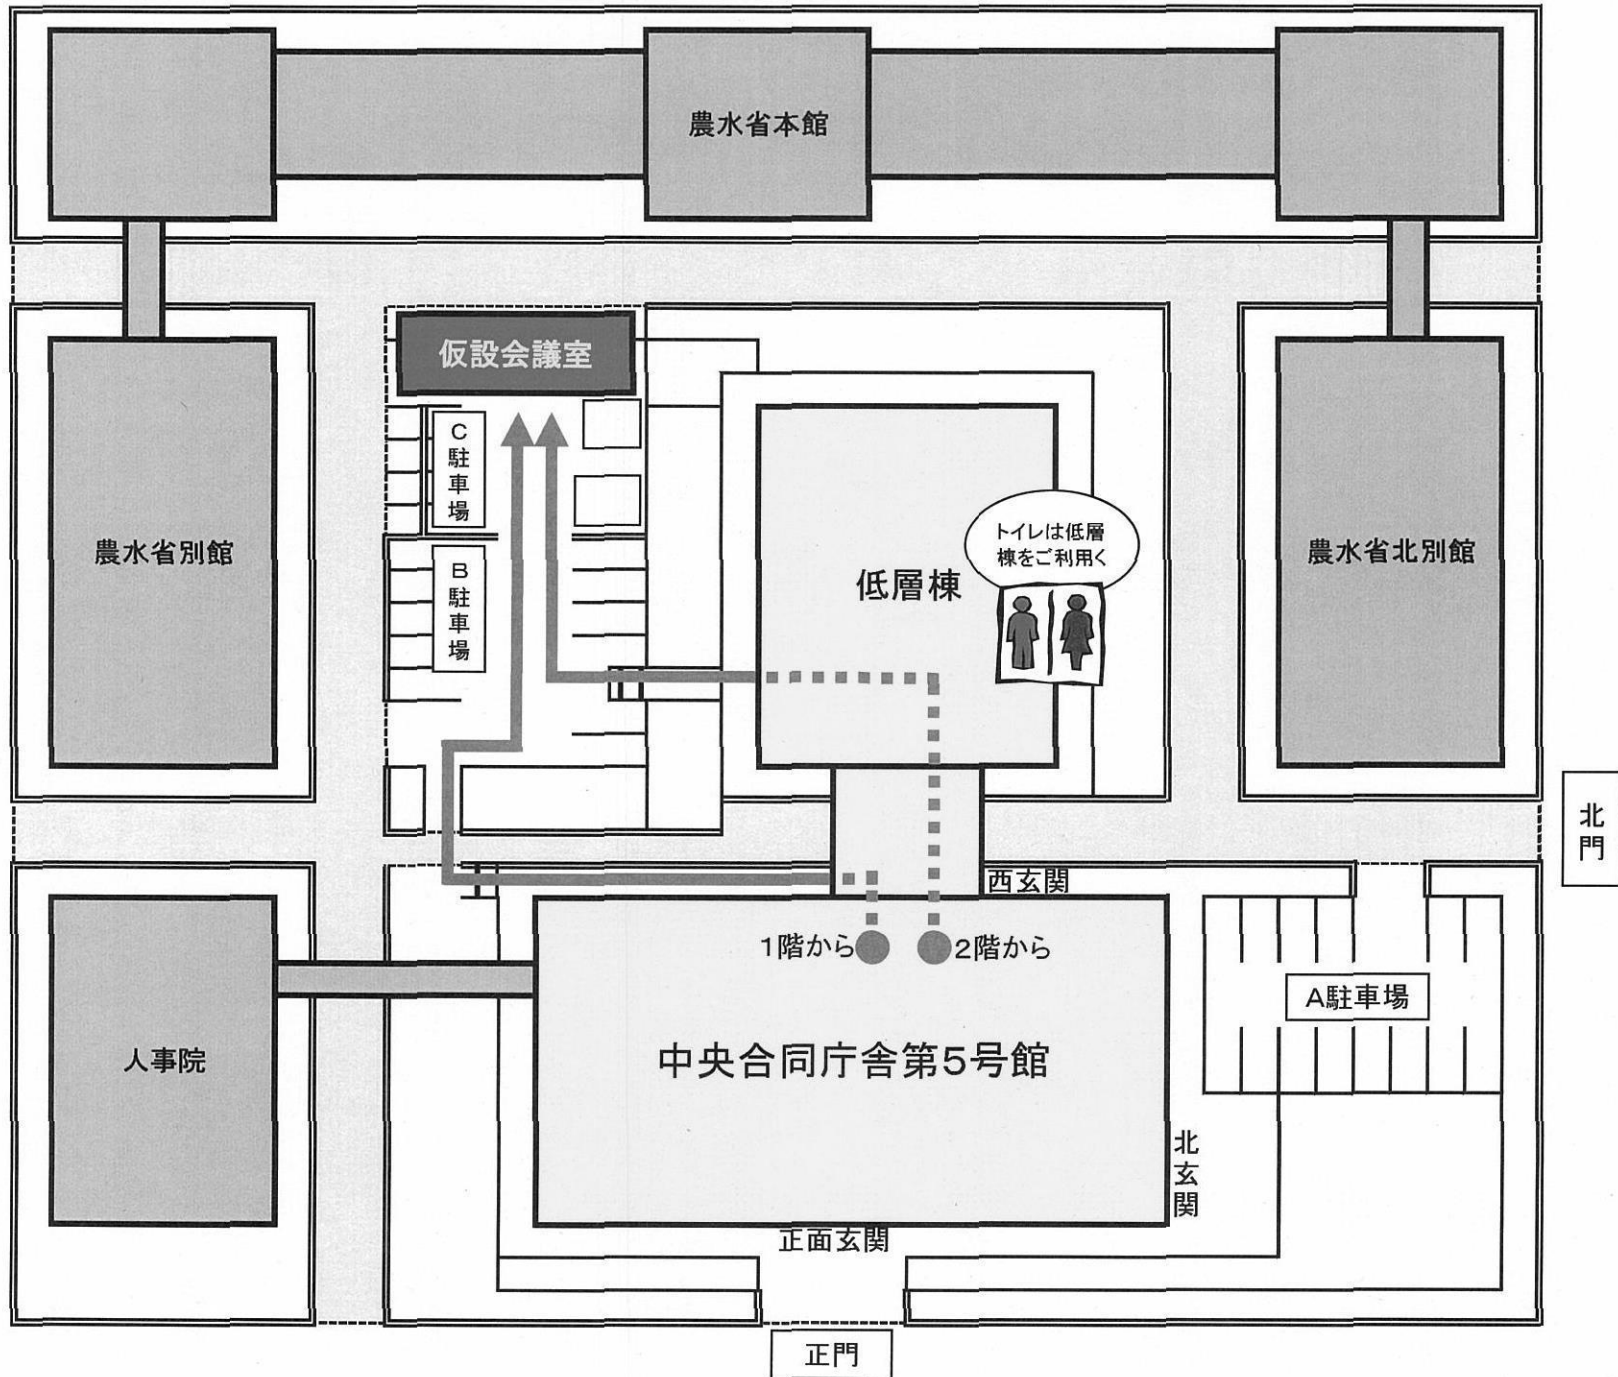 農水省本館
仮設会議室
C駐車場
トイレは低層
棟をご利用く
農水省別館
低層棟
農水省北別館
B駐車場
北門
西玄関
1階から
2階から
A駐車場
人事院
中央合同庁舎第5号館
北玄関
正面玄関
正門